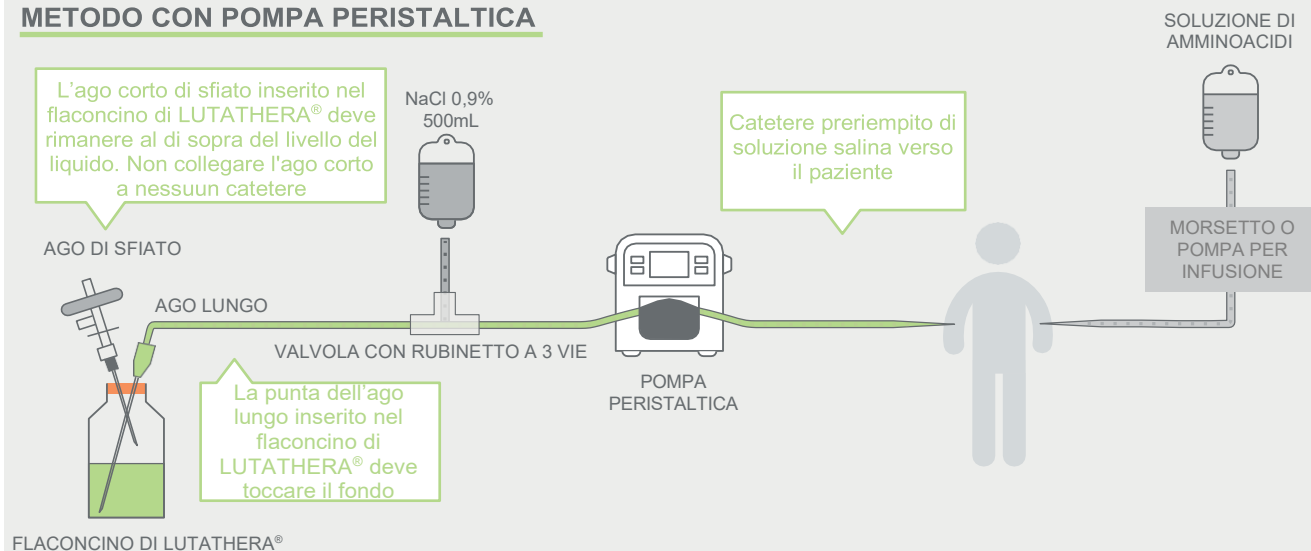 METODO CON POMPA PERISTALTICA
SOLUZIONE DI
AMMINOACIDI
L'ago corto di sfiato inserito nel
flaconcino di LUTATHERA® deve
rimanere al di sopra del livello del
liquido. Non collegare l'ago corto
a nessuun catetere
NaCl 0,9%
500mL
Catetere preriempito di
soluzione salina verso
il paziente
MORSETTO O
POMPA PER
INFUSIONE
AGO DI SFIATO
AGO LUNGO
VALVOLA CON RUBINETTO A 3 VIE
POMPA
PERISTALTICA
La punta dell'ago
lungo inserito nel
flaconcino di
LUTATHERA® deve
toccare il fondo
FLACONCINO DI LUTATHERA®